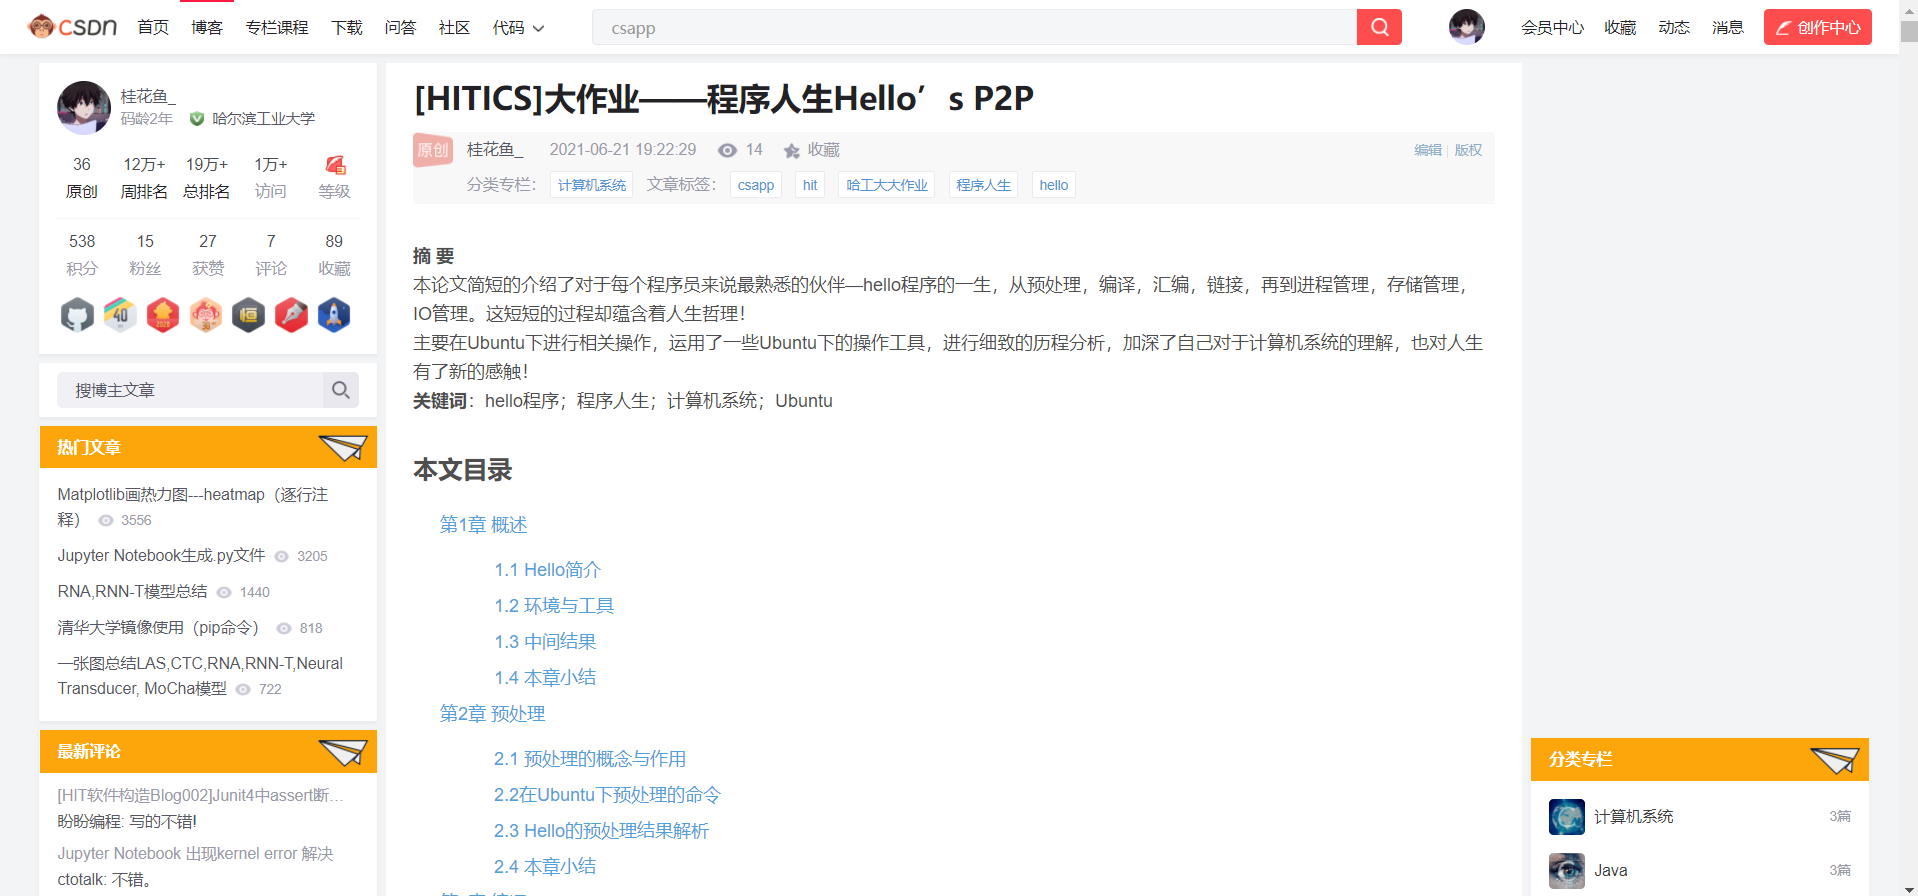 CSDN 首页 博客 专栏课程 下载 问答 社区 代码 csapp 会员中心 收藏 动态 消息 创作中心
桂花鱼_
码龄2年 哈尔滨工业大学
36 12万+ 19万+ 1万+
原创 周排名 总排名 访问 等级
538 15 27 7 89
积分 粉丝 获赞 评论 收藏
40
2020
30
搜博主文章
热门文章
Matplotlib画热力图---heatmap（逐行注
释） 3556
Jupyter Notebook生成.py文件 3205
RNA,RNN-T模型总结 1440
清华大学镜像使用（pip命令） 818
一张图总结LAS,CTC,RNA,RNN-T,Neural
Transducer, MoCha模型 722
最新评论
[HIT软件构造Blog002]Junit4中assert断...
盼盼编程: 写的不错!
Jupyter Notebook 出现kernel error 解决
ctotalk: 不错。
[HITICS]大作业——程序人生Hello’s P2P
原创 桂花鱼_ 2021-06-21 19:22:29 14 收藏 编辑 版权
分类专栏： 计算机系统 文章标签： csapp hit 哈工大大作业 程序人生 hello
摘 要
本论文简短的介绍了对于每个程序员来说最熟悉的伙伴—hello程序的一生，从预处理，编译，汇编，链接，再到进程管理，存储管理，
IO管理。这短短的过程却蕴含着人生哲理！
主要在Ubuntu下进行相关操作，运用了一些Ubuntu下的操作工具，进行细致的历程分析，加深了自己对于计算机系统的理解，也对人生
有了新的感触！
关键词：hello程序；程序人生；计算机系统；Ubuntu
本文目录
第1章 概述
1.1 Hello简介
1.2 环境与工具
1.3 中间结果
1.4 本章小结
第2章 预处理
2.1 预处理的概念与作用
2.2在Ubuntu下预处理的命令
2.3 Hello的预处理结果解析
2.4 本章小结
分类专栏
计算机系统 3篇
Java 3篇